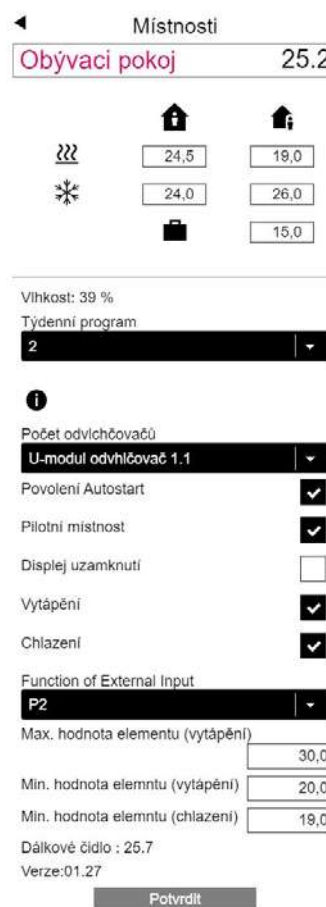 Místnosti
Obývaci pokoj 25.2
24,5 19,0
24,0 26,0
15,0
Vlhkost: 39 %
Týdenní program
2
Počet odvlchčovačů
U-modul odvhlčovač 1.1
Povolení Autostart
Pilotní místnost
Displej uzamknutí
Vytápění
Chlazení
Function of External Input
P2
Max. hodnota elementu (vytápění)
30,0
Min. hodnota elemntu (vytápění) 20,0
Min. hodnota elemntu (chlazení) 19,0
Dálkové čidlo : 25.7
Verze:01.27
Potvrdit